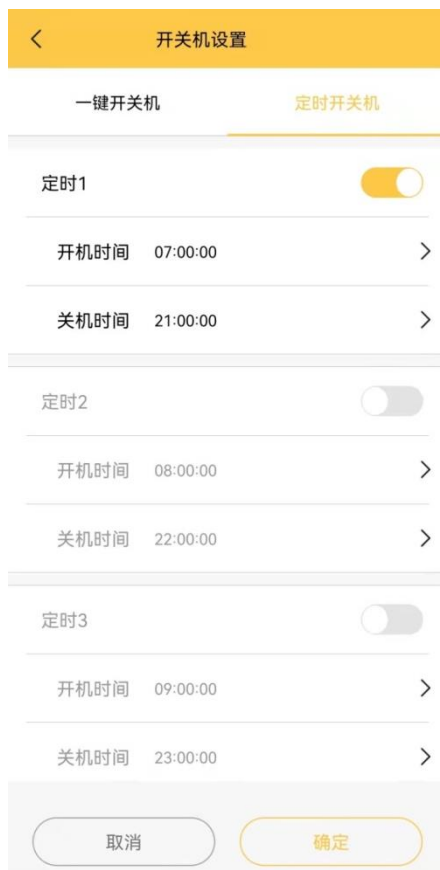 开关机设置
一键开关机 定时开关机
定时1
开机时间 07:00:00
关机时间 21:00:00
定时2
开机时间 08:00:00
关机时间 22:00:00
定时3
开机时间 09:00:00
关机时间 23:00:00
取消 确定